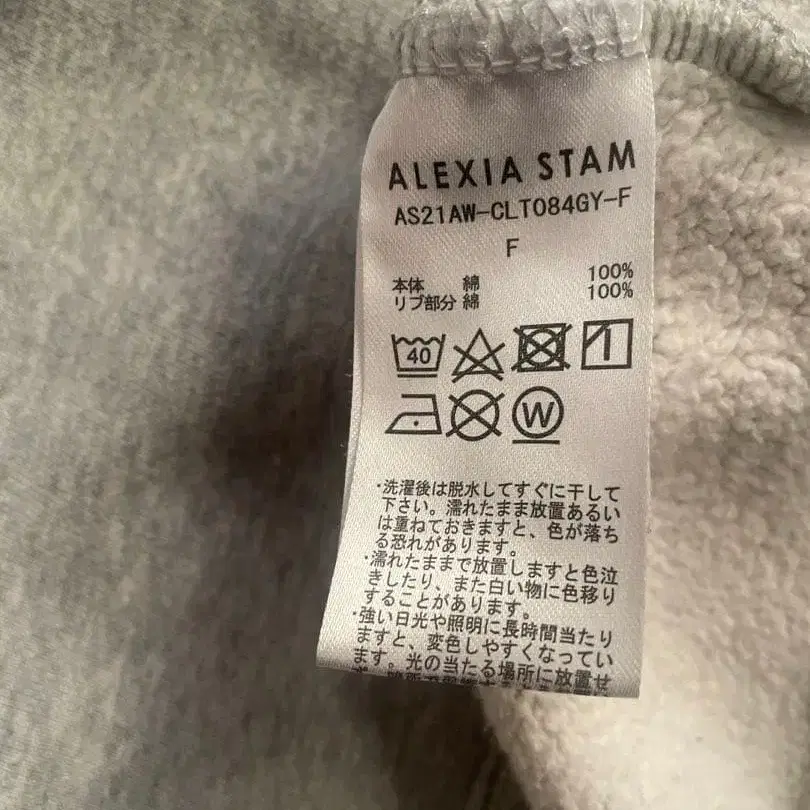 ALEXIA STAM
AS21AW-CLT084GY-F
F
本体 綿 100%
リブ部分 綿 100%
40
W
・洗濯後は脱水してすぐに干して
下さい。濡れたまま放置あるい
は重ねておきますと、色が落ち
る恐れがあります。
・濡れたままで放置しますと色泣
きしたり、また白い物に色移り
することがあります。
・強い日光や照明に長時間当たり
ますと、変色しやすくなってい
ます。光の当たる場所に放置せ